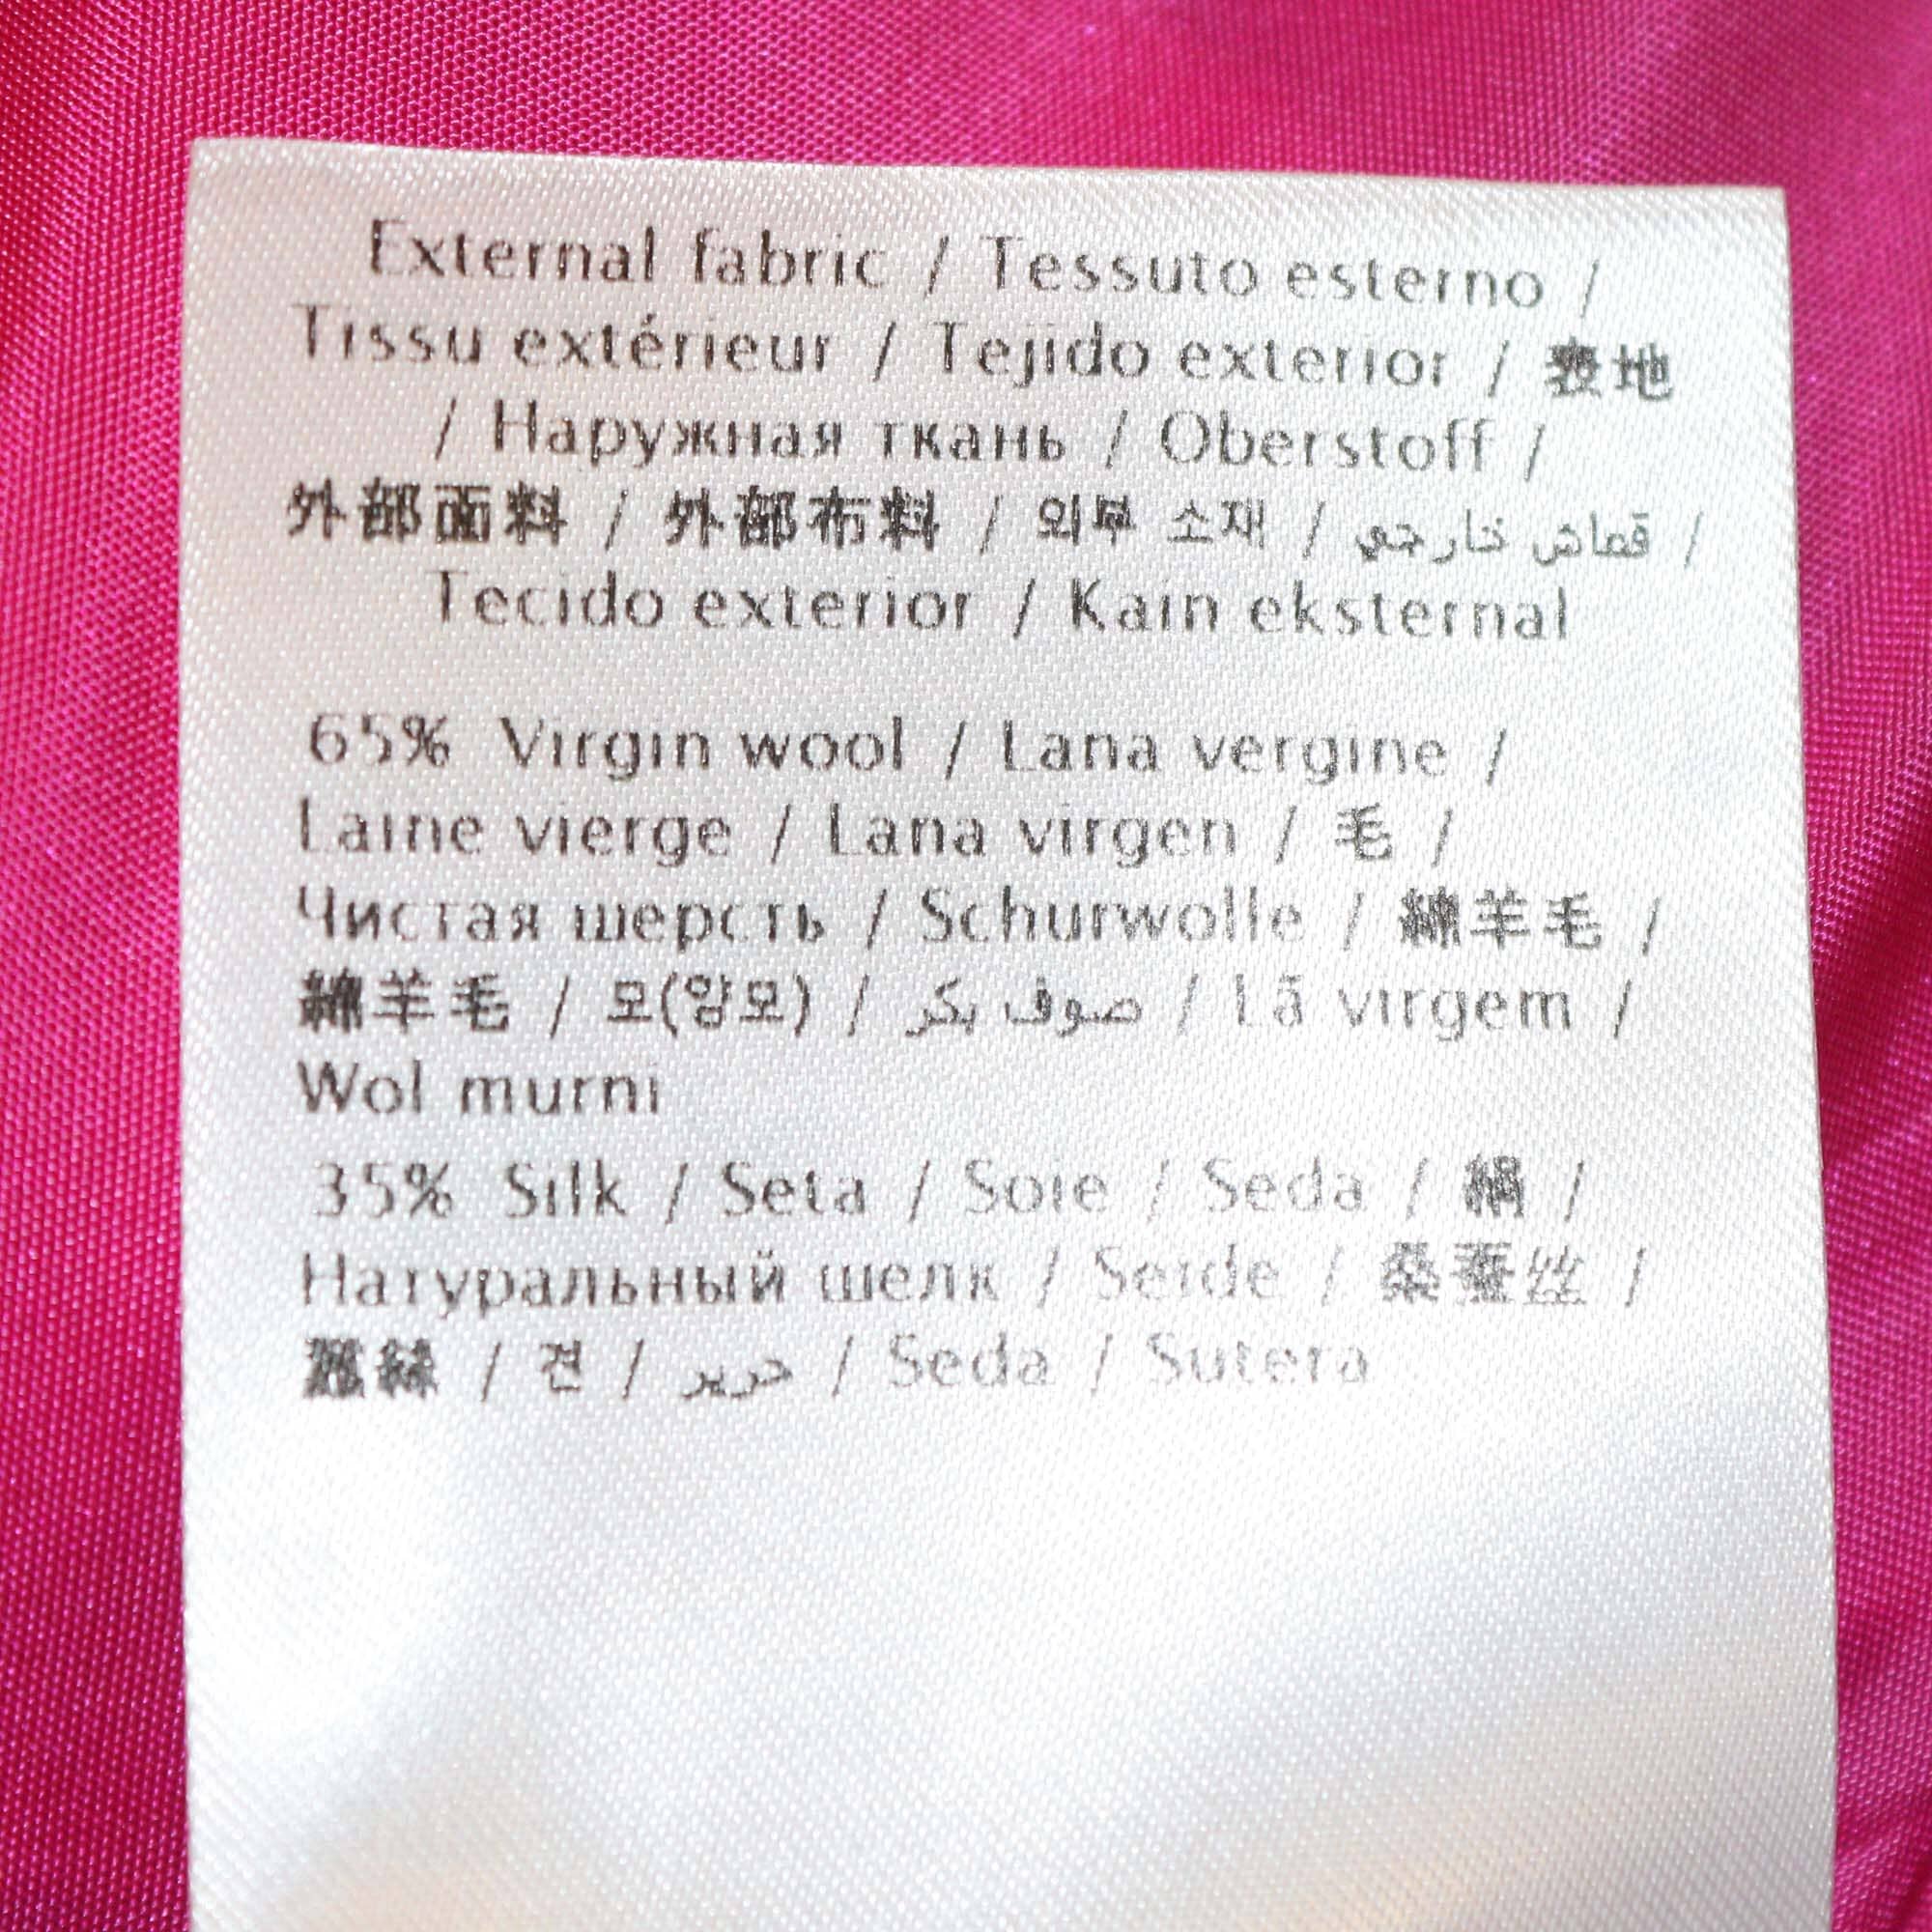 External fabric / Tessuto esterno /
Tissu extérieur / Tejido exterior / 表地
/ Наружная ткань / Oberstoff /
外部面料 / 外部布料 / 외부 소재 / قماش خارجي /
Tecido exterior / Kain eksternal
65% Virgin wool / Lana vergine /
Laine vierge / Lana virgen / 毛 /
Чистая шерсть / Schurwolle / 綿羊毛 /
綿羊毛 / 모(양모) / صوف بكر / Lã virgem /
Wol murni
35% Silk / Seta / Soie / Seda / 絹 /
Натуральный шелк / Seide / 桑蚕丝 /
蠶絲 / 견 / حرير / Seda / Sutera